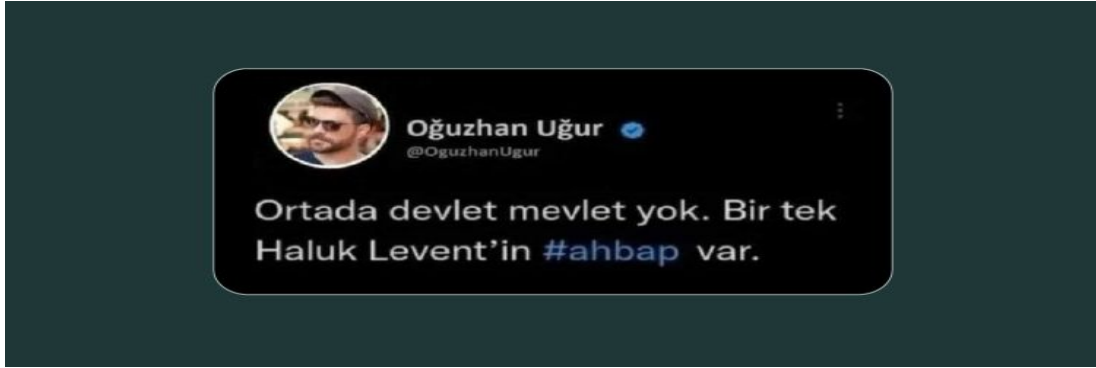 Oğuzhan Uğur
@OguzhanUgur
Ortada devlet mevlet yok. Bir tek
Haluk Levent’in #ahbap var.